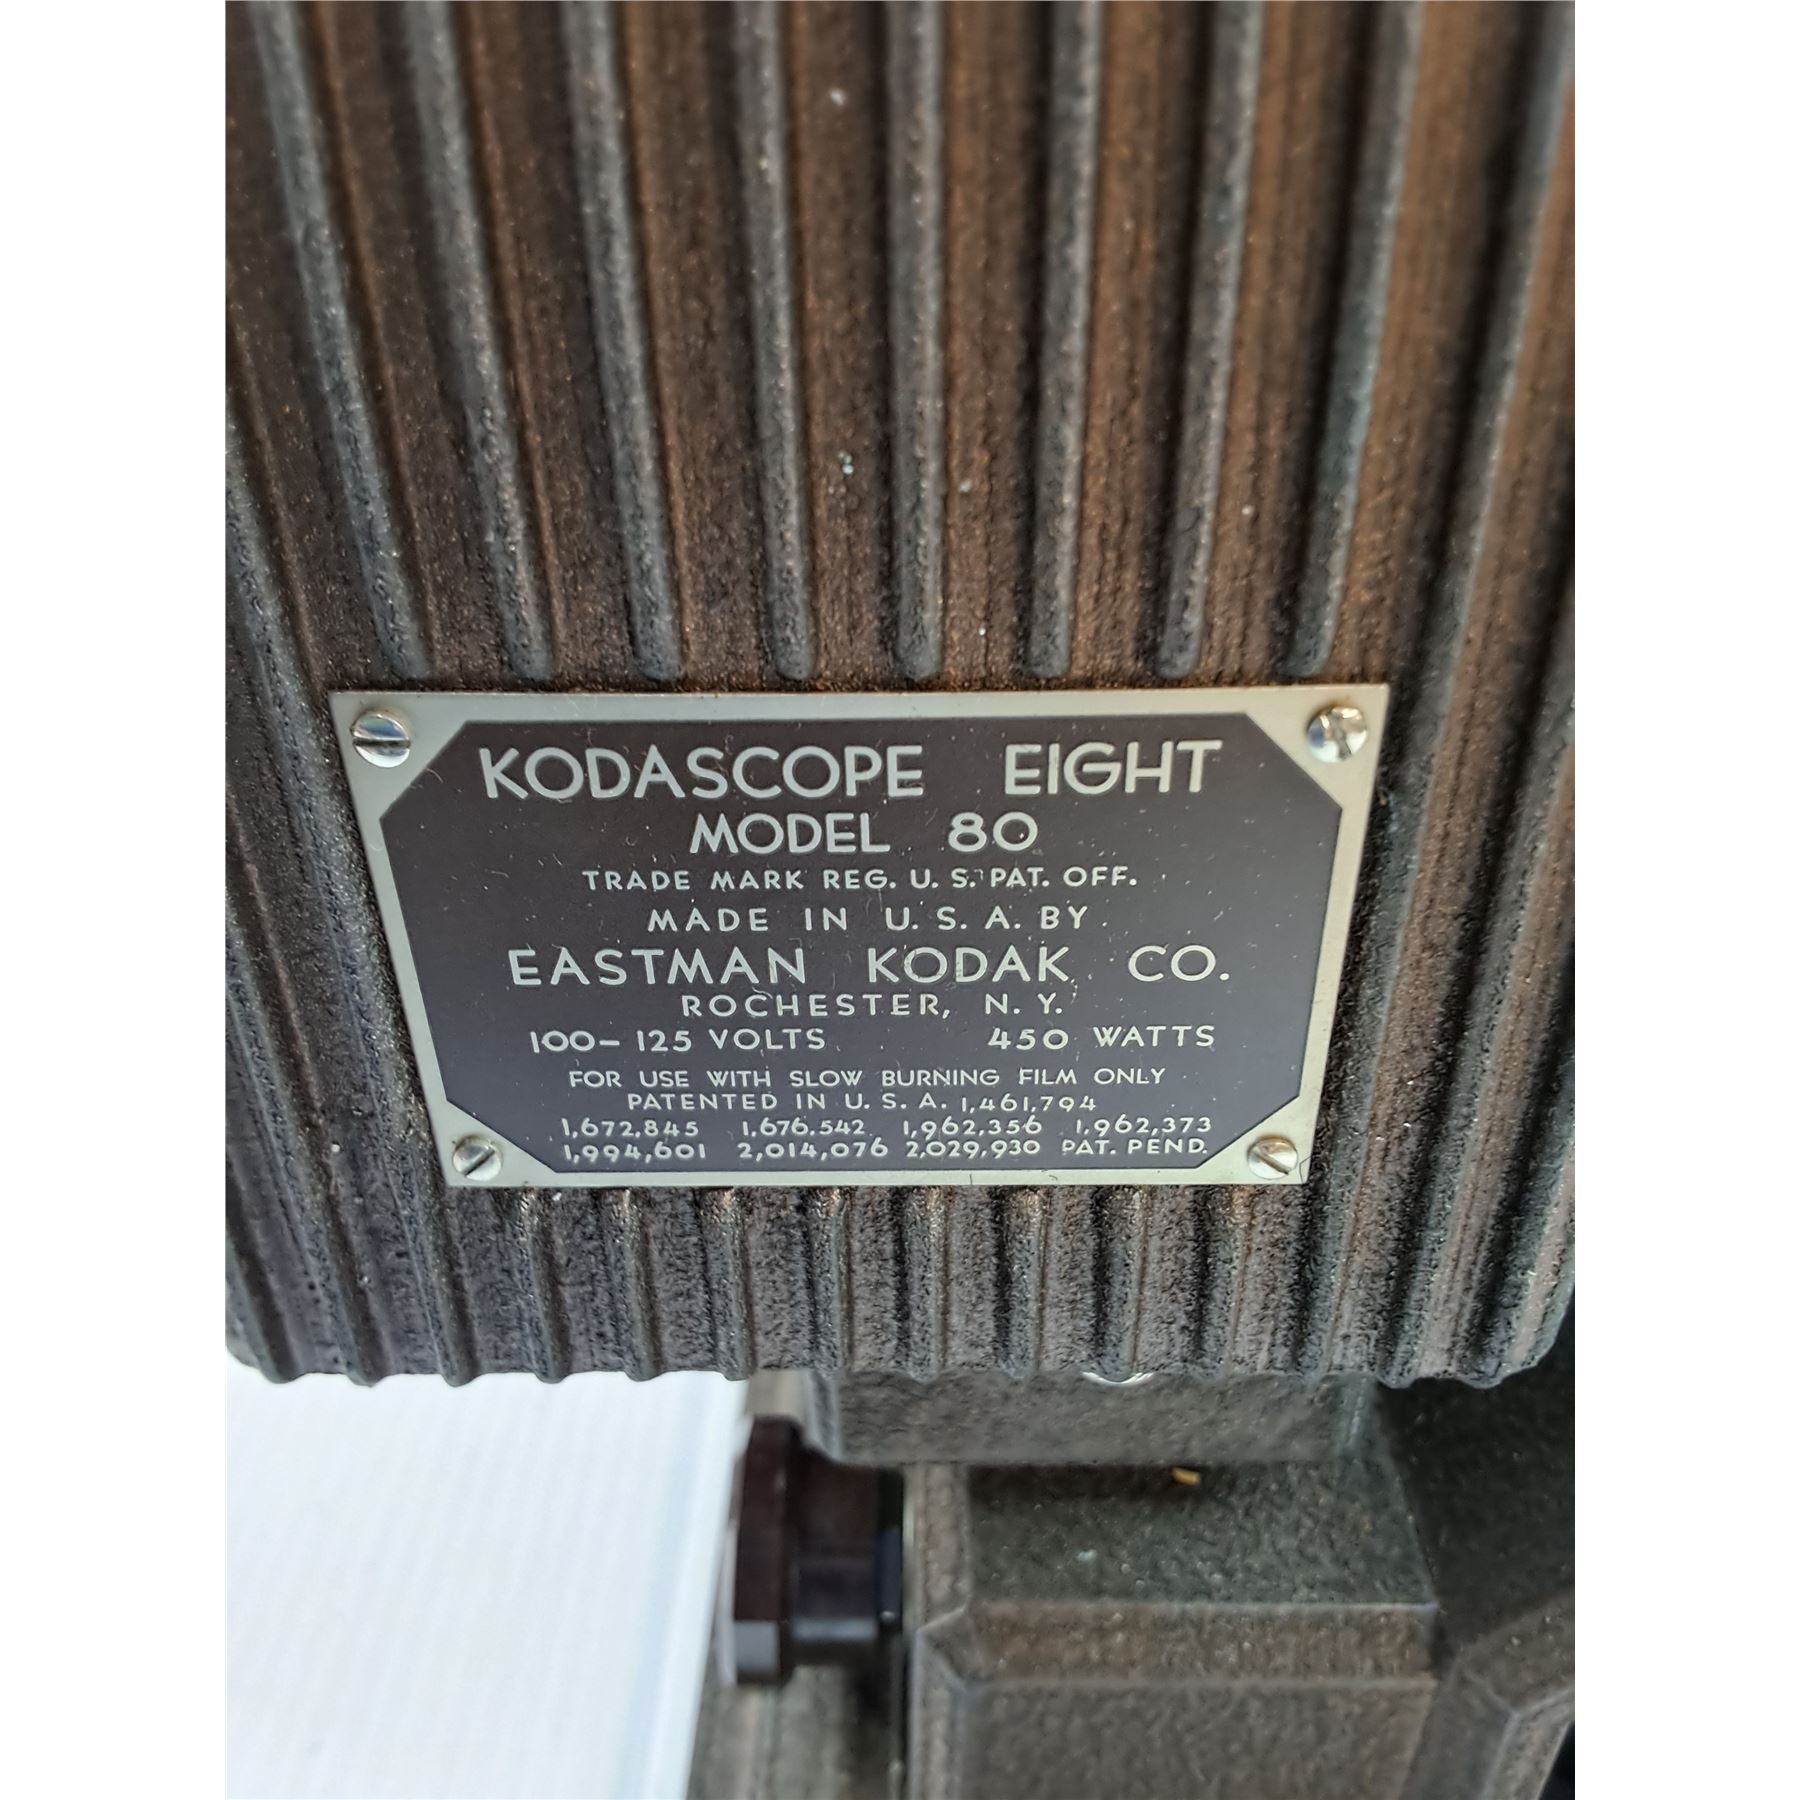 KODASCOPE EIGHT
MODEL 80
TRADE MARK REG. U. S. PAT. OFF.
MADE IN U. S. A. BY
EASTMAN KODAK CO.
ROCHESTER, N. Y.
100-125 VOLTS 450 WATTS
FOR USE WITH SLOW BURNING FILM ONLY
PATENTED IN U. S. A. 1,461,794
1,672,845 1,676,542 1,962,356 1,962,373
1,994,601 2,014,076 2,029,930 PAT. PEND.